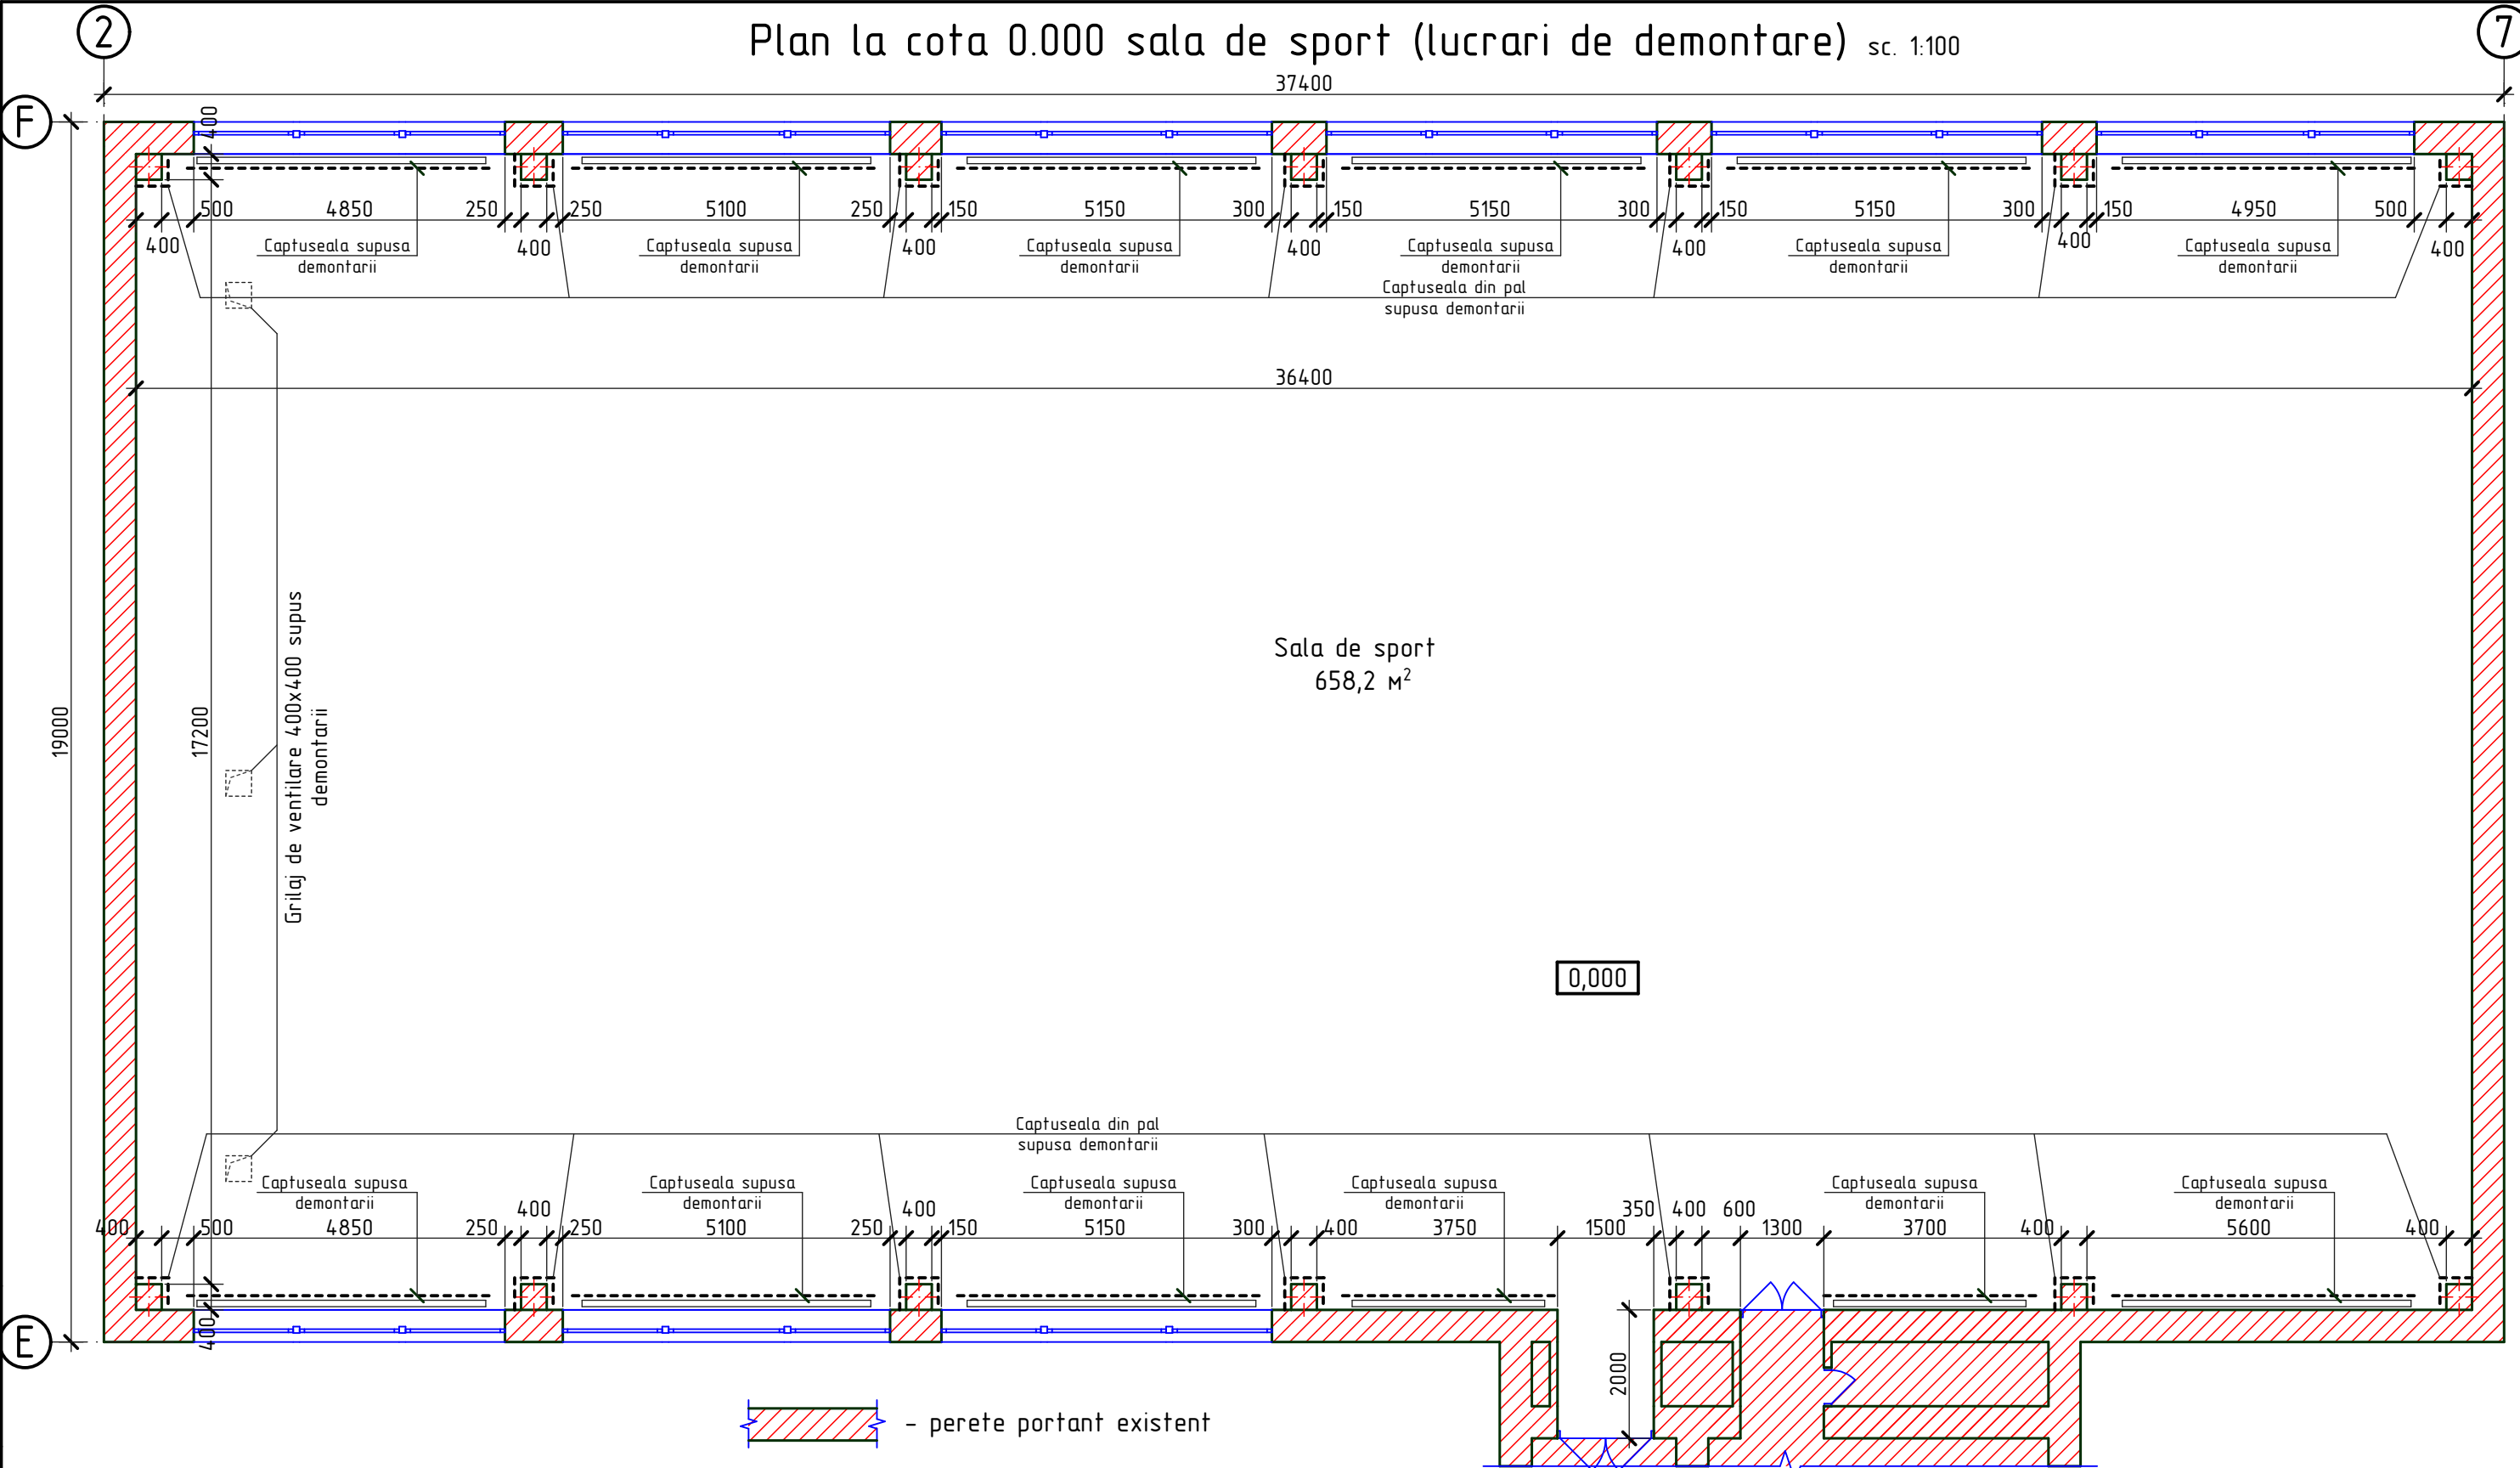 2
Plan la cota 0.000 sala de sport (lucrari de demontare) sc. 1:100
7
37400
F
400
500 4850 250 250 5100 250 150 5150 300 150 5150 300 150 5150 300 150 4950 500
400 400 400 400 400 400 400
Captuseala supusa
demontarii
Captuseala supusa
demontarii
Captuseala supusa
demontarii
Captuseala supusa
demontarii
Captuseala supusa
demontarii
Captuseala supusa
demontarii
Captuseala din pal
supusa demontarii
36400
Sala de sport
658,2 м²
19000
17200
Grilaj de ventilare 400x400 supus
demontarii
0,000
Captuseala din pal
supusa demontarii
Captuseala supusa
demontarii
Captuseala supusa
demontarii
Captuseala supusa
demontarii
Captuseala supusa
demontarii
Captuseala supusa
demontarii
Captuseala supusa
demontarii
400 400 350 400 600
400 500 4850 250 250 5100 250 150 5150 300 400 3750 1500 1300 3700 400 5600 400
400
E
2000
- perete portant existent